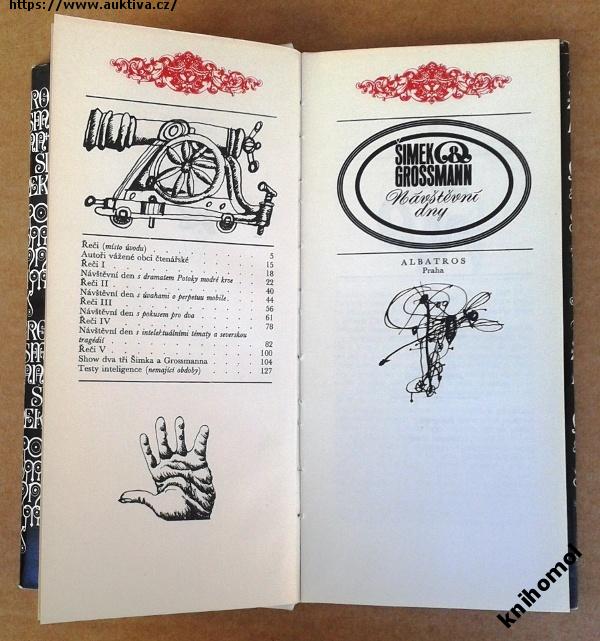 https://www.auktiva.cz/
Řeči (místo úvodu) . . . . . . . . . . . . 5
Autoři vážené obci čtenářské . . . . . . . . 15
Řeči I . . . . . . . . . . . . . . . . 18
Návštěvní den s dramatem Potoky modré krve . . 22
Řeči II . . . . . . . . . . . . . . . . 40
Návštěvní den s úvahami o perpetuu mobile . . . 44
Řeči III . . . . . . . . . . . . . . . 56
Návštěvní den s pokusem pro dva . . . . . . . 61
Řeči IV . . . . . . . . . . . . . . . . 78
Návštěvní den s intelektuálními tématy a severskou
tragédií . . . . . . . . . . . . . . . 82
Řeči V . . . . . . . . . . . . . . . . 100
Show dva tři Šimka a Grossmanna . . . . . . . 104
Testy inteligence (nemající obdoby) . . . . . . 127
ŠIMEK &
GROSSMANN
Návštěvní
dny
ALBATROS
Praha
knihomol